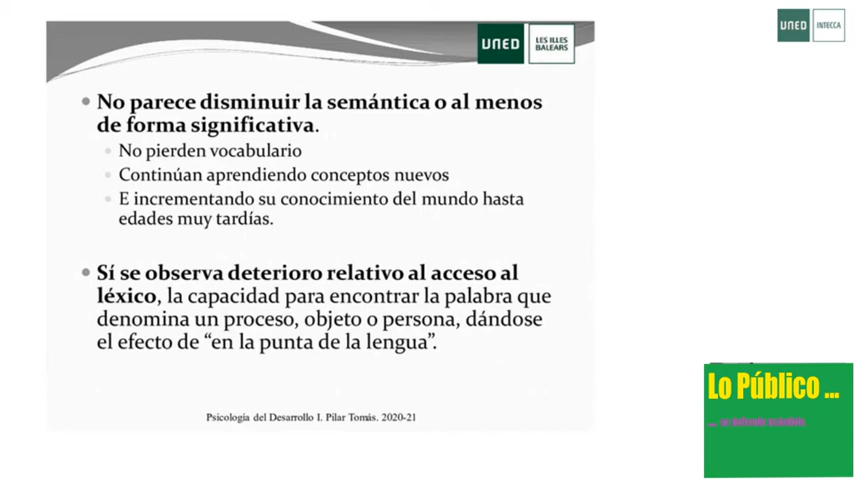 UNED
LES ILLES
BALEARS
UNED
INTECCA
No parece disminuir la semántica o al menos
de forma significativa.
No pierden vocabulario
Continúan aprendiendo conceptos nuevos
E incrementando su conocimiento del mundo hasta
edades muy tardías.
Sí se observa deterioro relativo al acceso al
léxico, la capacidad para encontrar la palabra que
denomina un proceso, objeto o persona, dándose
el efecto de “en la punta de la lengua”.
Psicología del Desarrollo I. Pilar Tomás. 2020-21
Lo Público ...